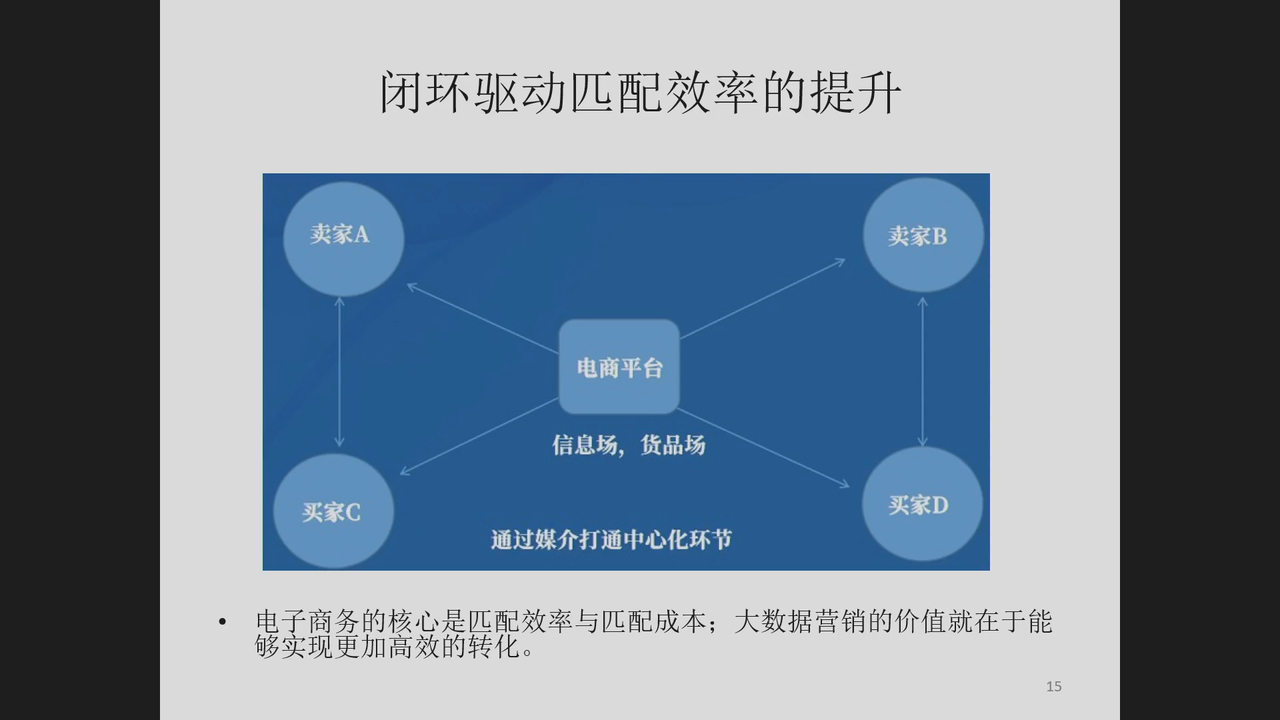 闭环驱动匹配效率的提升
卖家A
卖家B
电商平台
信息场，货品场
买家C
买家D
通过媒介打通中心化环节
• 电子商务的核心是匹配效率与匹配成本；大数据营销的价值就在于能
够实现更加高效的转化。
15